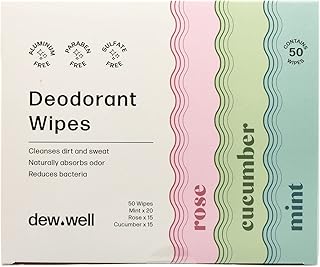 ALUMINUM FREE
PARABEN FREE
SULFATE FREE
CONTAINS
50
WIPES
Deodorant
Wipes
Cleanses dirt and sweat
Naturally absorbs odor
Reduces bacteria
50 Wipes
Mint x 20
Rose x 15
Cucumber x 15
dew.well
rose
cucumber
mint